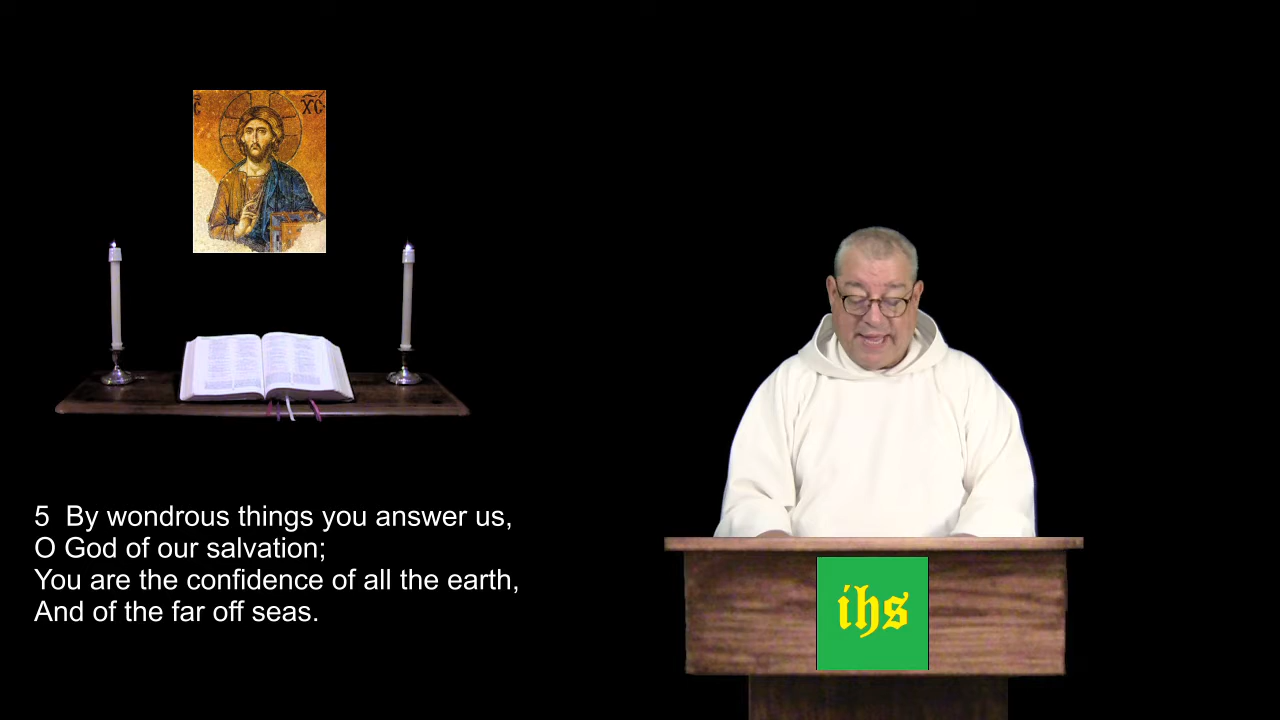 XC
5 By wondrous things you answer us,
O God of our salvation;
You are the confidence of all the earth,
And of the far off seas.
ihs